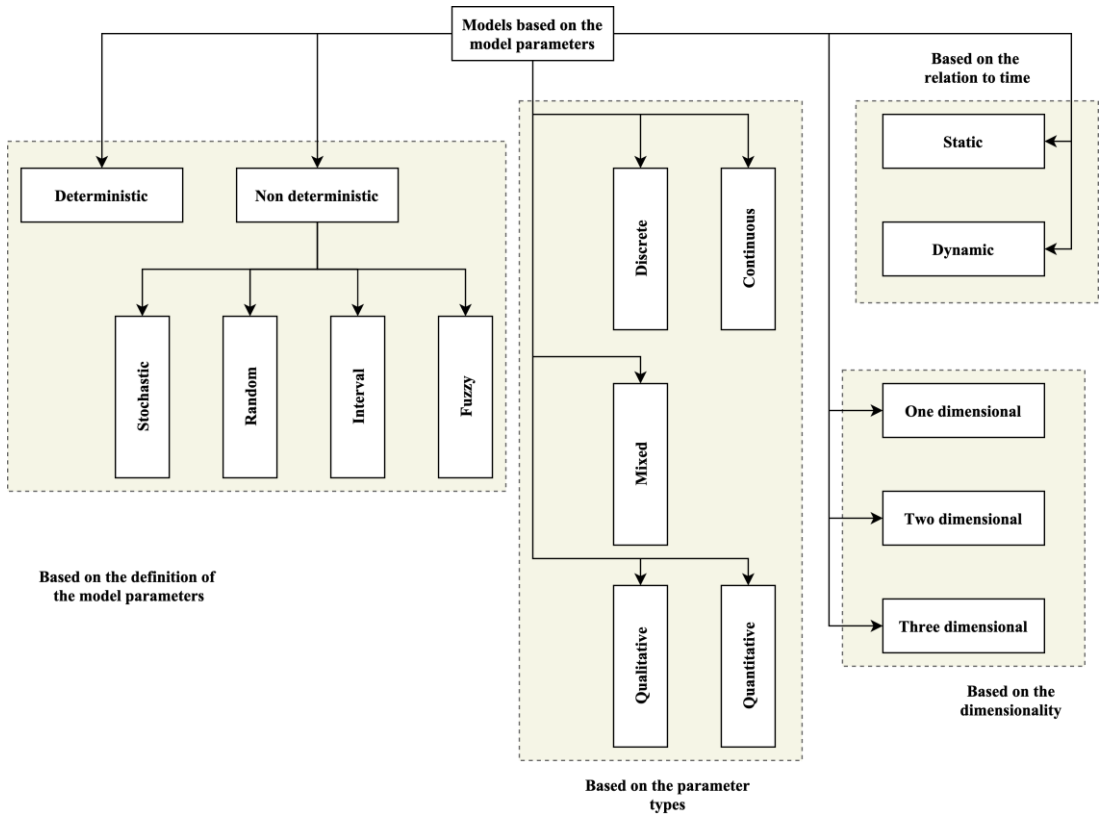 Models based on the
model parameters
Based on the
relation to time
Static
Dynamic
Deterministic
Non deterministic
Stochastic
Random
Interval
Fuzzy
Based on the definition of
the model parameters
Discrete
Continuous
Mixed
Qualitative
Quantitative
Based on the parameter
types
One dimensional
Two dimensional
Three dimensional
Based on the
dimensionality